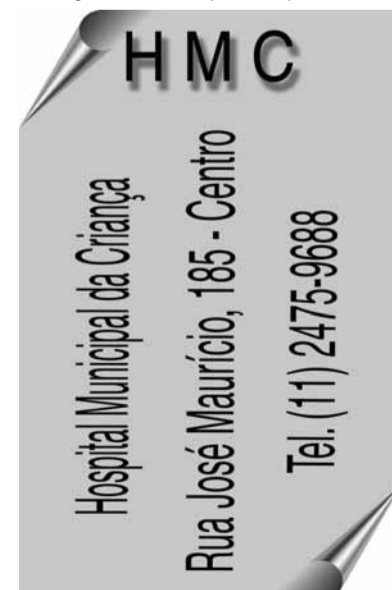 H M C
Hospital Municipal da Criança
Rua José Maurício, 185 - Centro
Tel. (11) 2475-9688